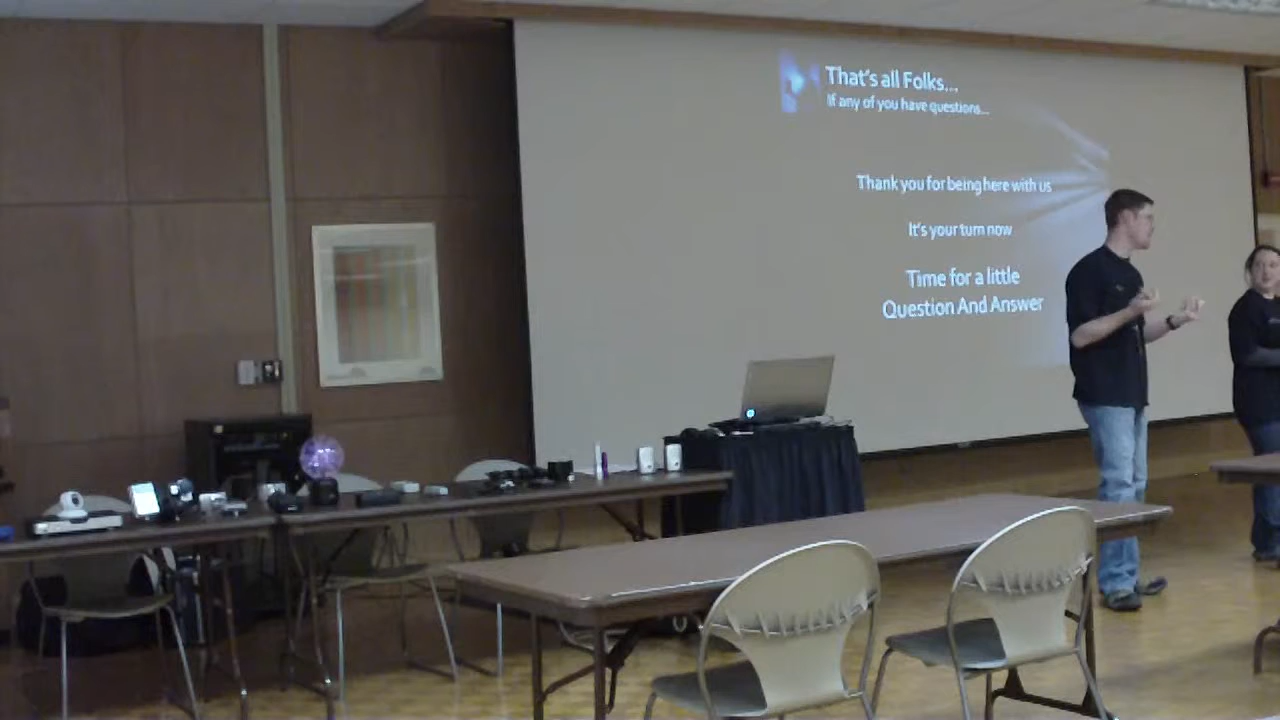 That's all Folks...
If any of you have questions...
Thank you for being here with us
It's your turn now
Time for a little
Question And Answer